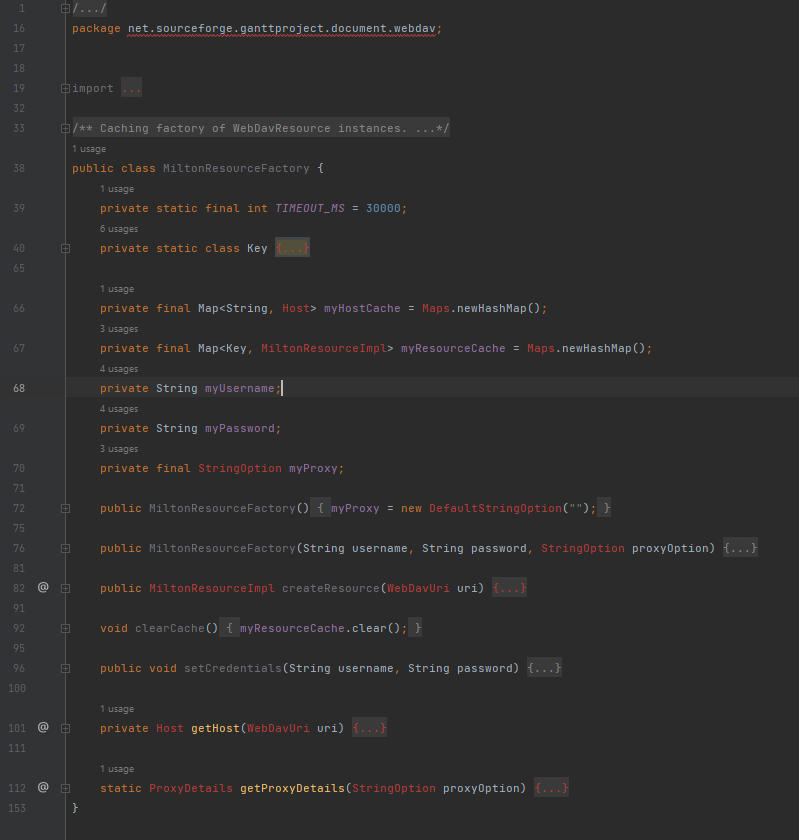 1 /.../
16 package net.sourceforge.ganttproject.document.webdav;
17
18
19 import ...
32
33 /** Caching factory of WebDavResource instances. ...*/
1 usage
38 public class MiltonResourceFactory {
1 usage
39 private static final int TIMEOUT_MS = 30000;
6 usages
40 private static class Key {...}
65
1 usage
66 private final Map<String, Host> myHostCache = Maps.newHashMap();
3 usages
67 private final Map<Key, MiltonResourceImpl> myResourceCache = Maps.newHashMap();
4 usages
68 private String myUsername;
4 usages
69 private String myPassword;
3 usages
70 private final StringOption myProxy;
71
72 public MiltonResourceFactory() { myProxy = new DefaultStringOption(""); }
75
76 public MiltonResourceFactory(String username, String password, StringOption proxyOption) {...}
81
82 @ public MiltonResourceImpl createResource(WebDavUri uri) {...}
91
92 void clearCache() { myResourceCache.clear(); }
95
96 public void setCredentials(String username, String password) {...}
100
1 usage
101 @ private Host getHost(WebDavUri uri) {...}
111
1 usage
112 @ static ProxyDetails getProxyDetails(StringOption proxyOption) {...}
153 }